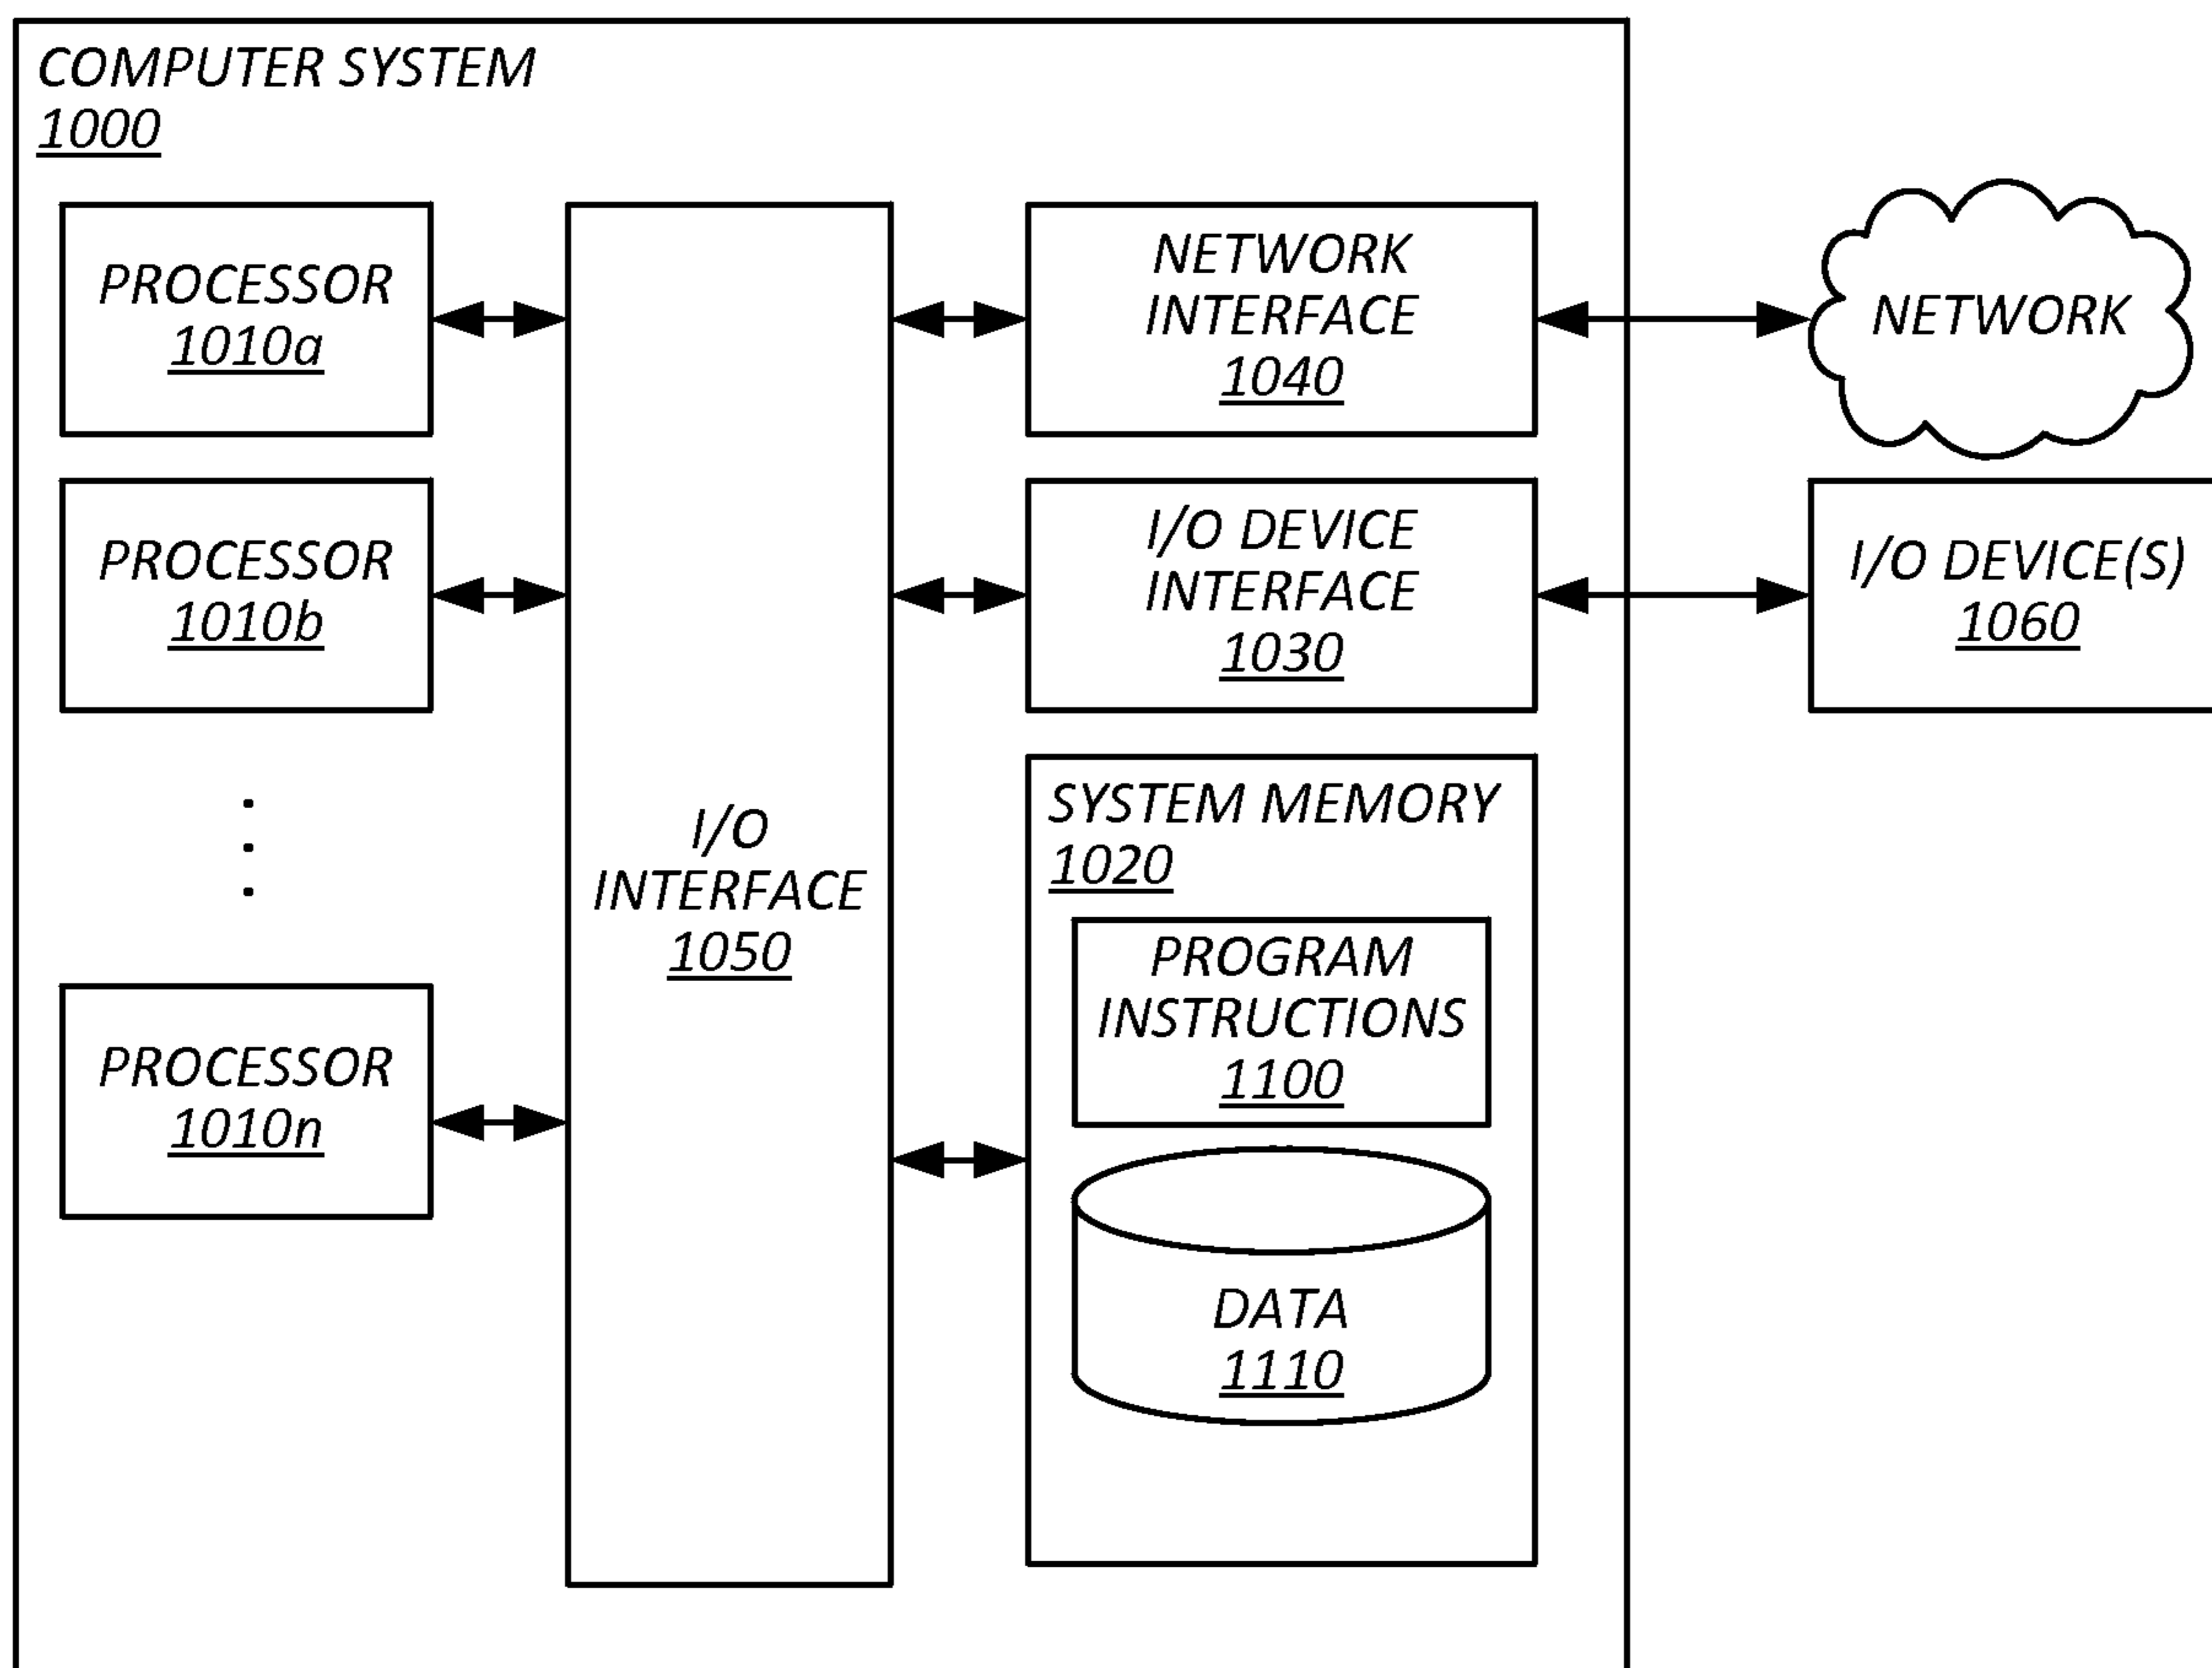 COMPUTER SYSTEM
1000
PROCESSOR
1010a
PROCESSOR
1010b
PROCESSOR
1010n
I/O
INTERFACE
1050
NETWORK
INTERFACE
1040
I/O DEVICE
INTERFACE
1030
SYSTEM MEMORY
1020
PROGRAM
INSTRUCTIONS
1100
DATA
1110
NETWORK
I/O DEVICE(S)
1060